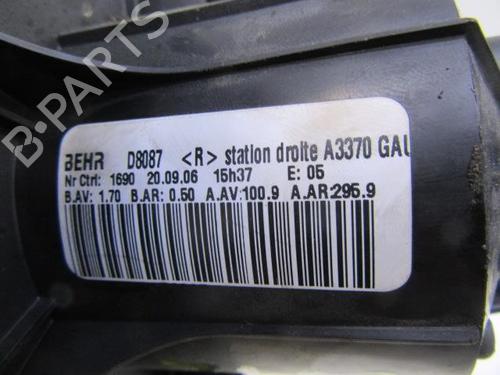 B-PARTS
BEHR D8087 <R> station droite A3370 GAU
Nr Ctrl: 1690 20.09.06 15h37 E: 05
B.AV: 1.70 B.AR: 0.50 A.AV:100.9 A.AR:295.9